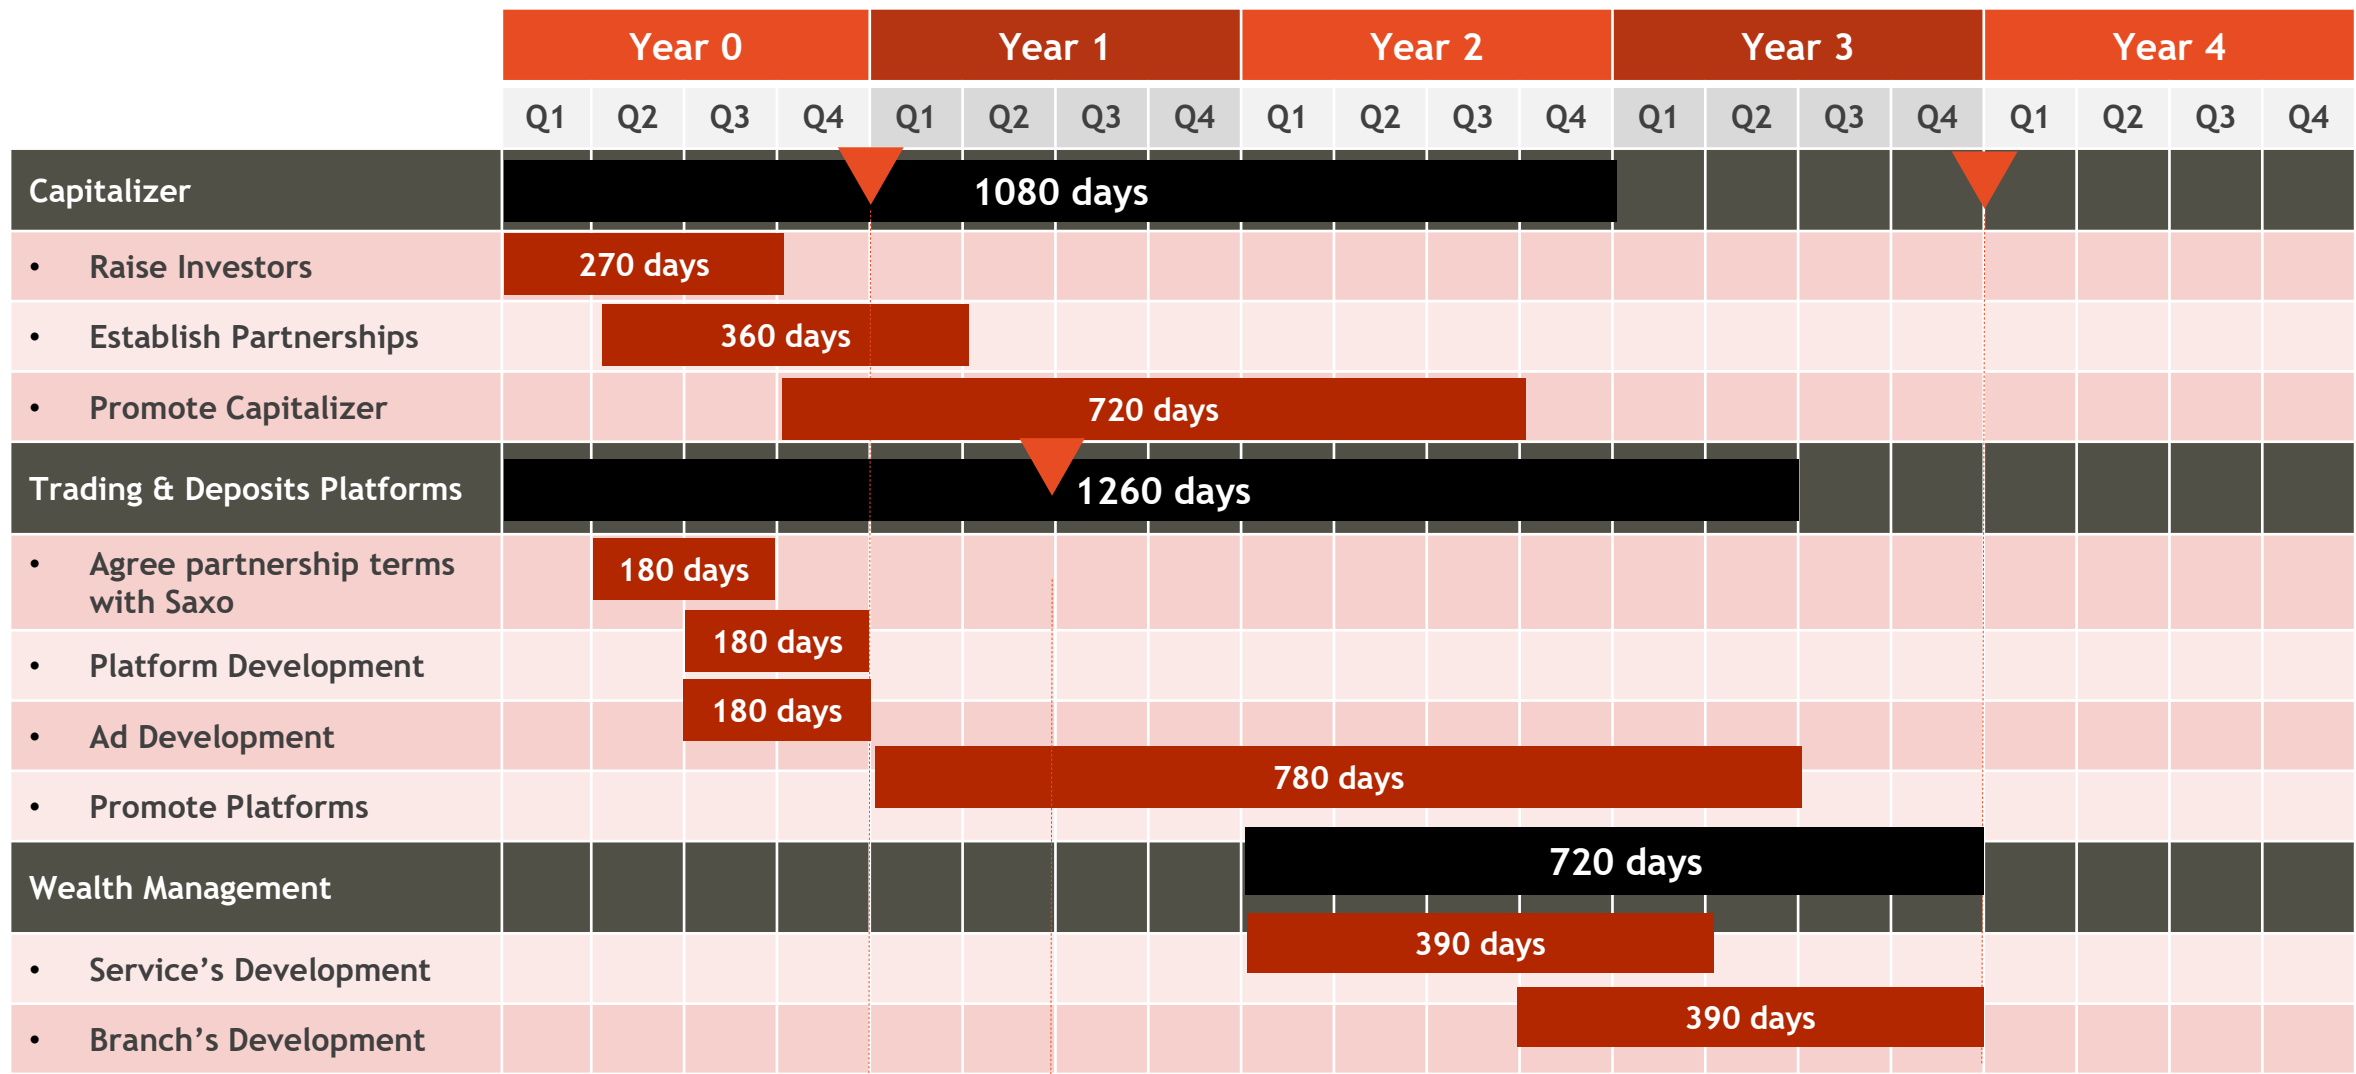 Year 0 Year 1 Year 2 Year 3 Year 4
Q1 Q2 Q3 Q4 Q1 Q2 Q3 Q4 Q1 Q2 Q3 Q4 Q1 Q2 Q3 Q4 Q1 Q2 Q3 Q4
Capitalizer 1080 days
• Raise Investors 270 days
• Establish Partnerships 360 days
• Promote Capitalizer 720 days
Trading & Deposits Platforms 1260 days
• Agree partnership terms 180 days
with Saxo
• Platform Development 180 days
• Ad Development 180 days
• Promote Platforms 780 days
Wealth Management 720 days
• Service’s Development 390 days
• Branch’s Development 390 days